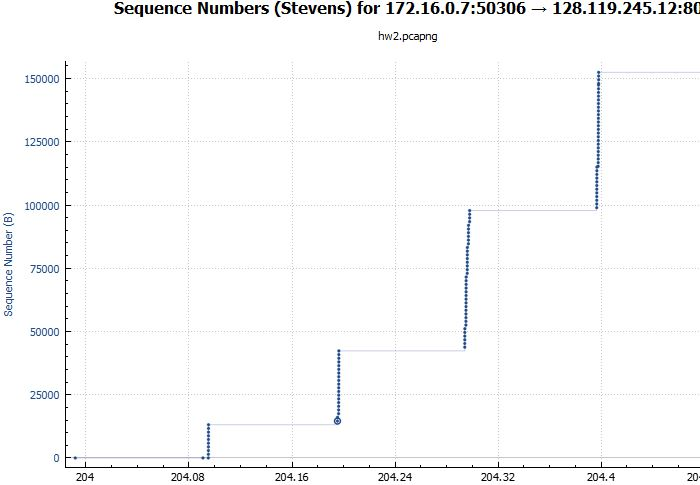 Sequence Numbers (Stevens) for 172.16.0.7:50306 → 128.119.245.12:80
hw2.pcapng
150000
125000
100000
75000
50000
25000
0
Sequence Number (B)
204 204.08 204.16 204.24 204.32 204.4